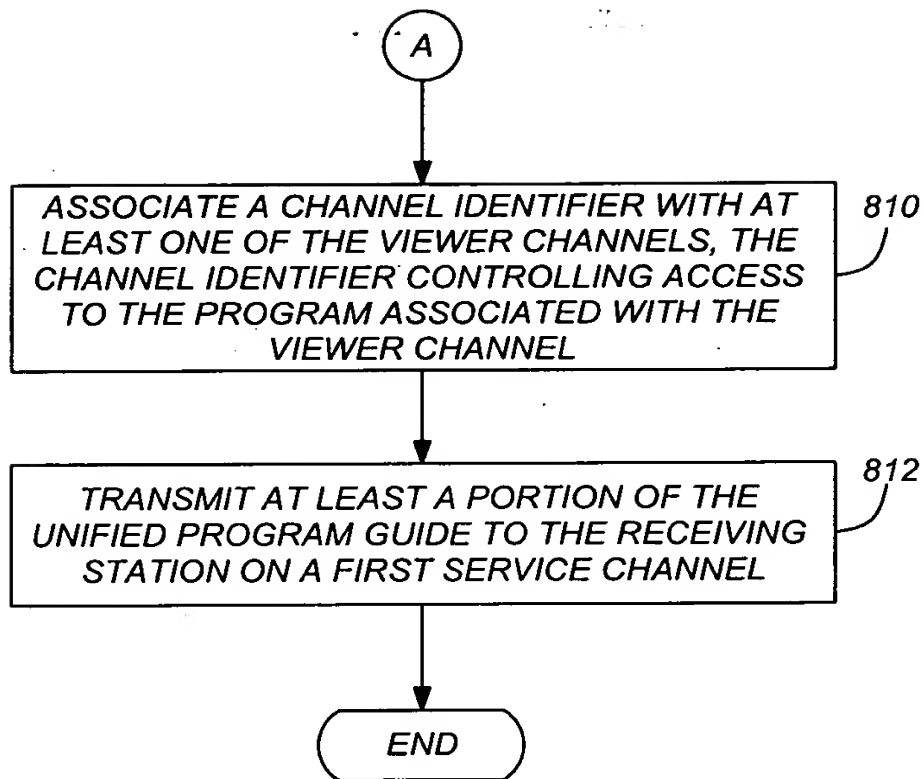 A
ASSOCIATE A CHANNEL IDENTIFIER WITH AT
LEAST ONE OF THE VIEWER CHANNELS, THE
CHANNEL IDENTIFIER CONTROLLING ACCESS
TO THE PROGRAM ASSOCIATED WITH THE
VIEWER CHANNEL
810
TRANSMIT AT LEAST A PORTION OF THE
UNIFIED PROGRAM GUIDE TO THE RECEIVING
STATION ON A FIRST SERVICE CHANNEL
812
END